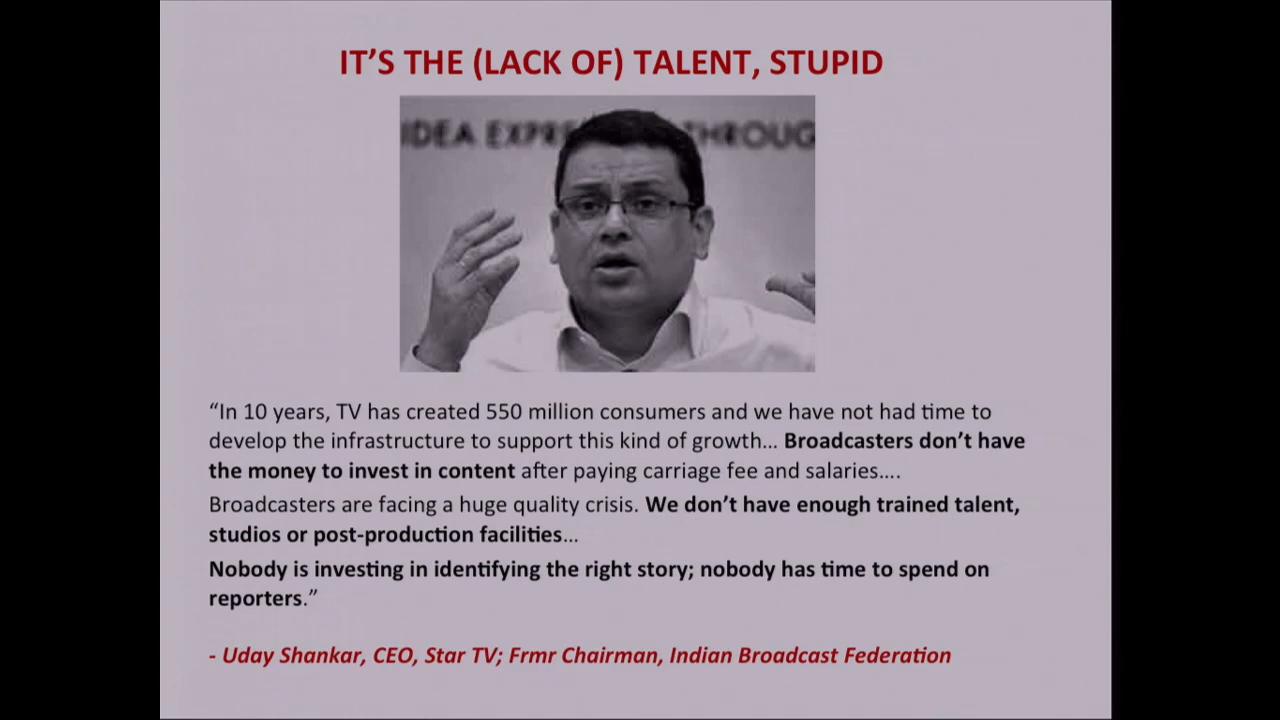 IT’S THE (LACK OF) TALENT, STUPID
IDEA EXPRE THROUG
“In 10 years, TV has created 550 million consumers and we have not had time to
develop the infrastructure to support this kind of growth… Broadcasters don’t have
the money to invest in content after paying carriage fee and salaries….
Broadcasters are facing a huge quality crisis. We don’t have enough trained talent,
studios or post-production facilities…
Nobody is investing in identifying the right story; nobody has time to spend on
reporters.”
- Uday Shankar, CEO, Star TV; Frmr Chairman, Indian Broadcast Federation